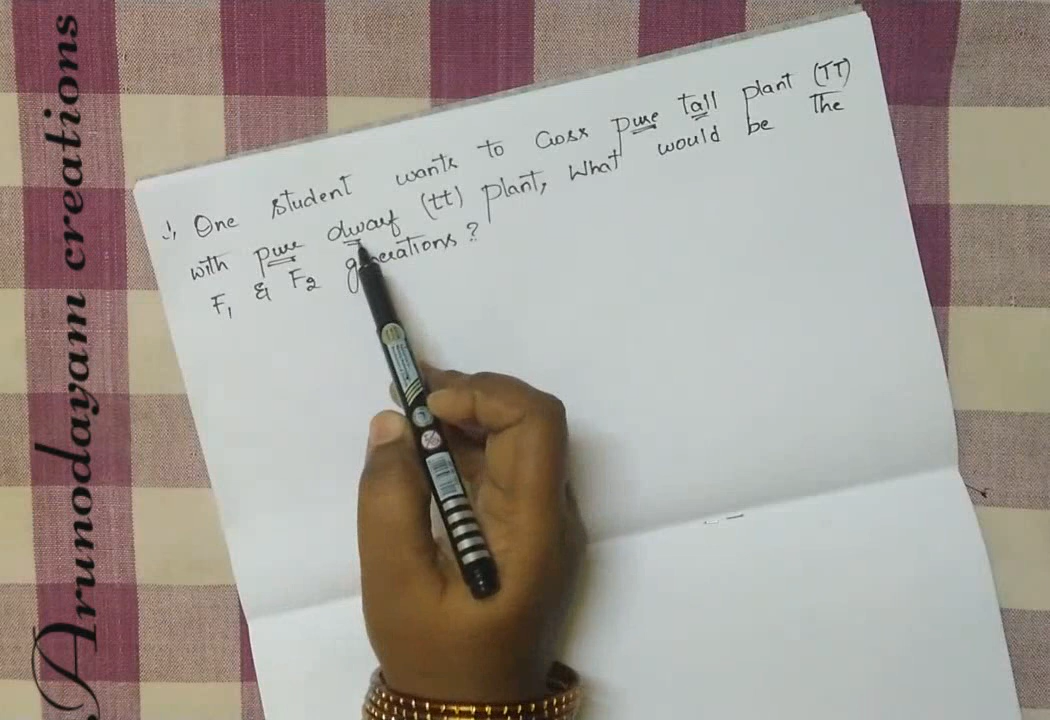 1, One student wants to Cross pure tall plant (TT)
with pure dwarf (tt) plant, What would be the
F1 & F2 generations ?
Arunodayam creations